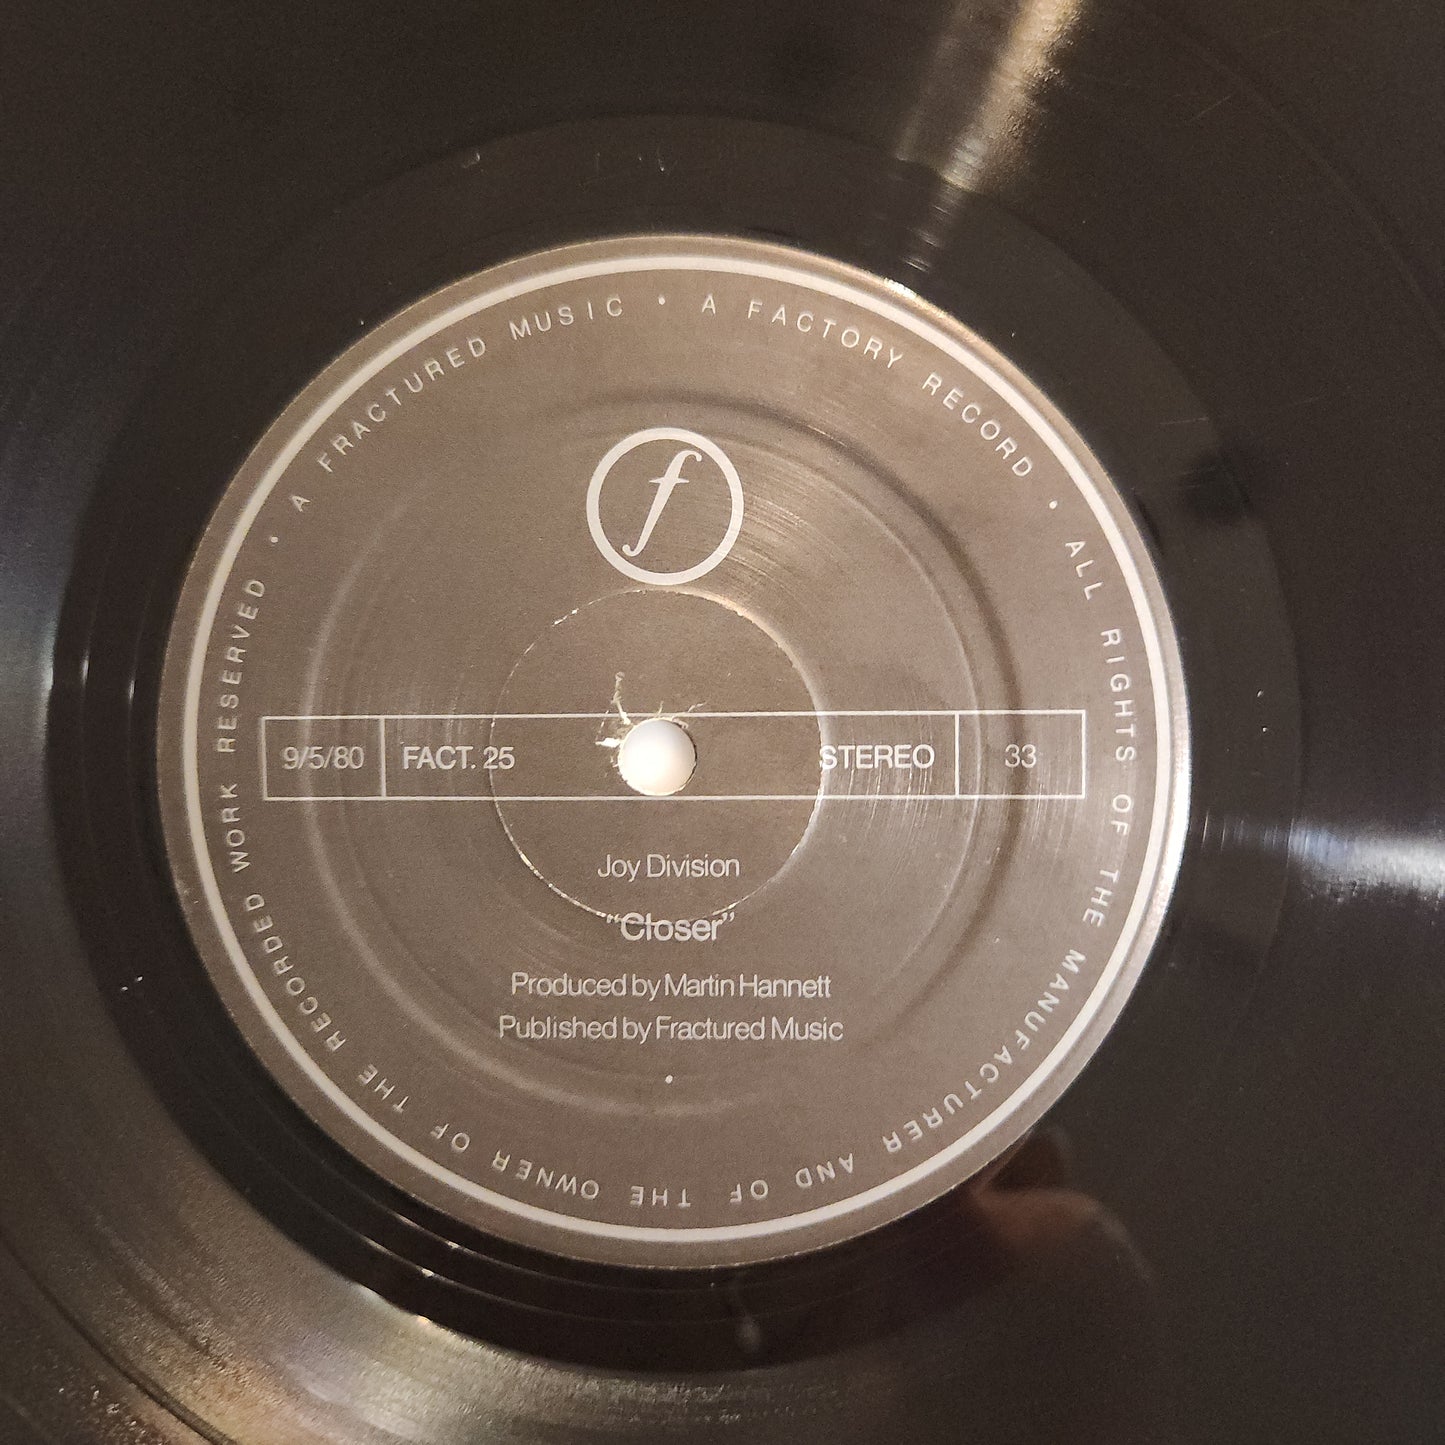 A FRACTURED MUSIC • A FACTORY RECORD • ALL RIGHTS OF THE MANUFACTURER AND OF THE OWNER OF THE RECORDED WORK RESERVED •
f
9/5/80 FACT. 25 STEREO 33
Joy Division
“Closer”
Produced by Martin Hannett
Published by Fractured Music